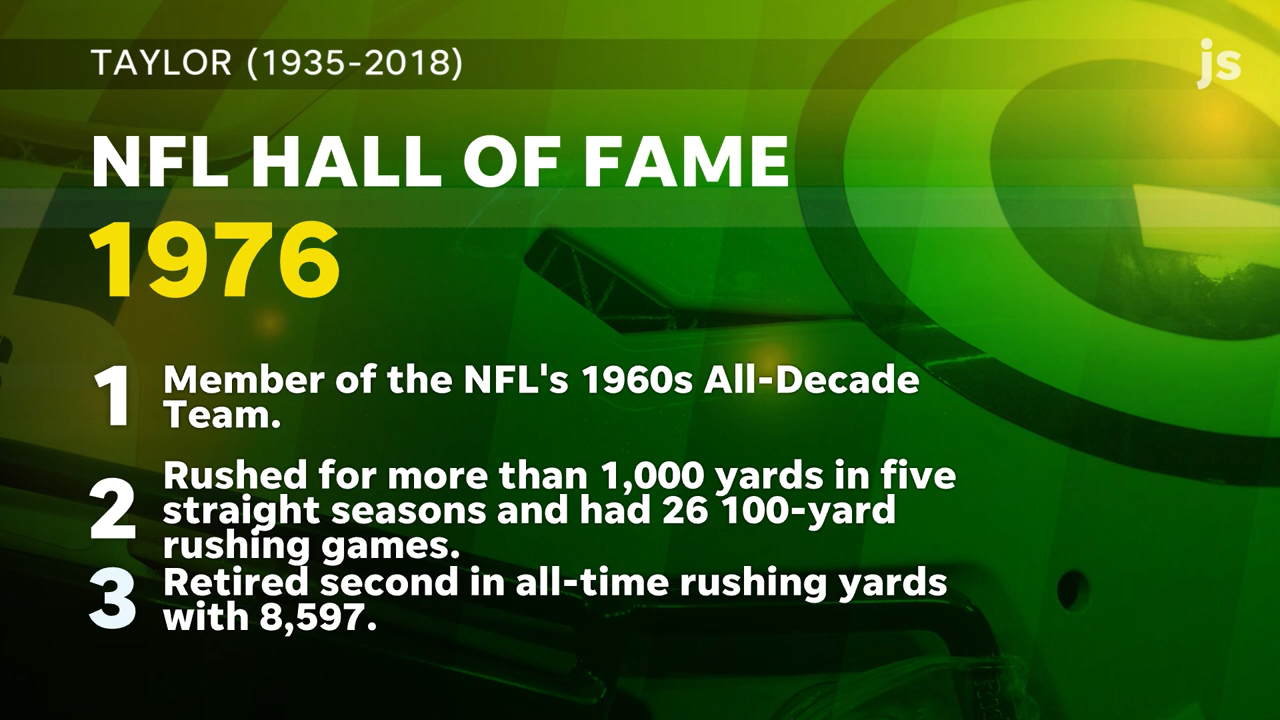 TAYLOR (1935-2018)
js
NFL HALL OF FAME
1976
1 Member of the NFL's 1960s All-Decade
Team.
2 Rushed for more than 1,000 yards in five
straight seasons and had 26 100-yard
rushing games.
3 Retired second in all-time rushing yards
with 8,597.